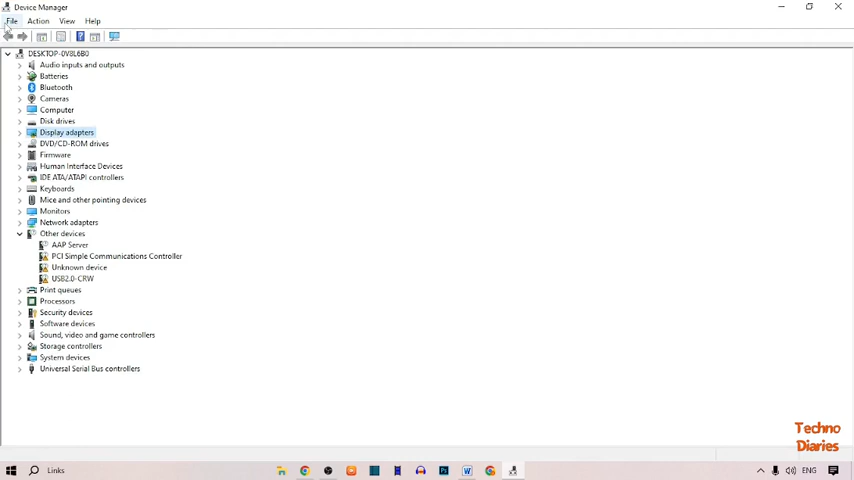 Device Manager
File Action View Help
DESKTOP-0V8L6B0
Audio inputs and outputs
Batteries
Bluetooth
Cameras
Computer
Disk drives
Display adapters
DVD/CD-ROM drives
Firmware
Human Interface Devices
IDE ATA/ATAPI controllers
Keyboards
Mice and other pointing devices
Monitors
Network adapters
Other devices
AAP Server
PCI Simple Communications Controller
Unknown device
USB2.0-CRW
Print queues
Processors
Security devices
Software devices
Sound, video and game controllers
Storage controllers
System devices
Universal Serial Bus controllers
Techno
Diaries
Links
ENG